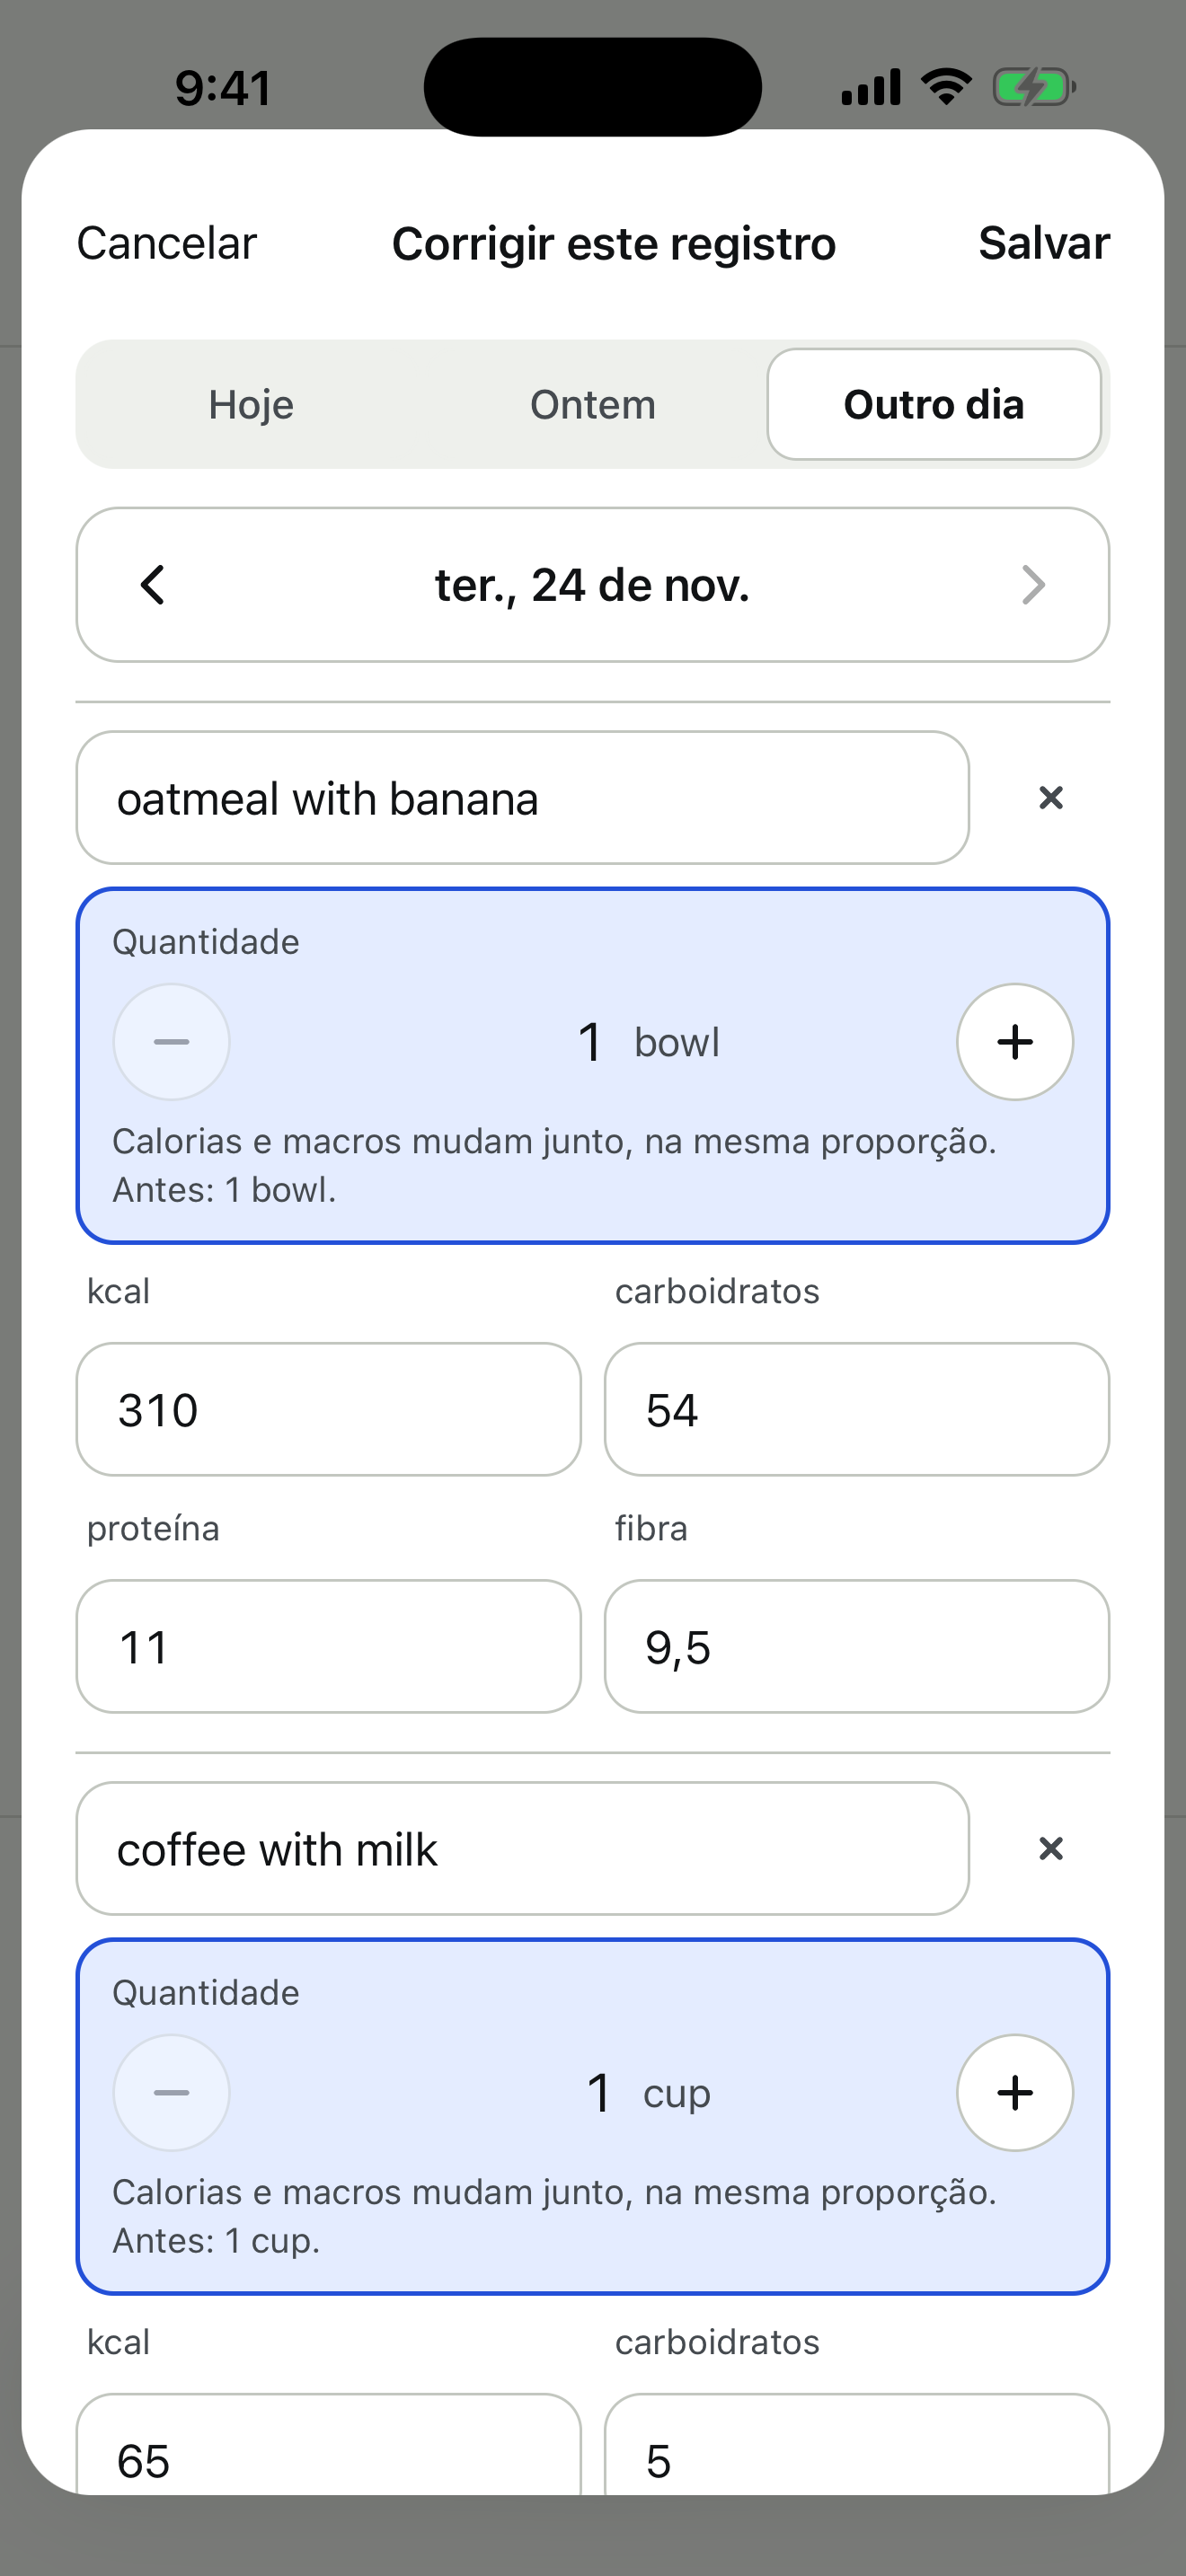 9:41
Cancelar
Corrigir este registro
Salvar
Hoje
Ontem
Outro dia
ter., 24 de nov.
oatmeal with banana
Quantidade
1 bowl
Calorias e macros mudam junto, na mesma proporção.
Antes: 1 bowl.
kcal
carboidratos
310
54
proteína
fibra
11
9,5
coffee with milk
Quantidade
1 cup
Calorias e macros mudam junto, na mesma proporção.
Antes: 1 cup.
kcal
carboidratos
65
5